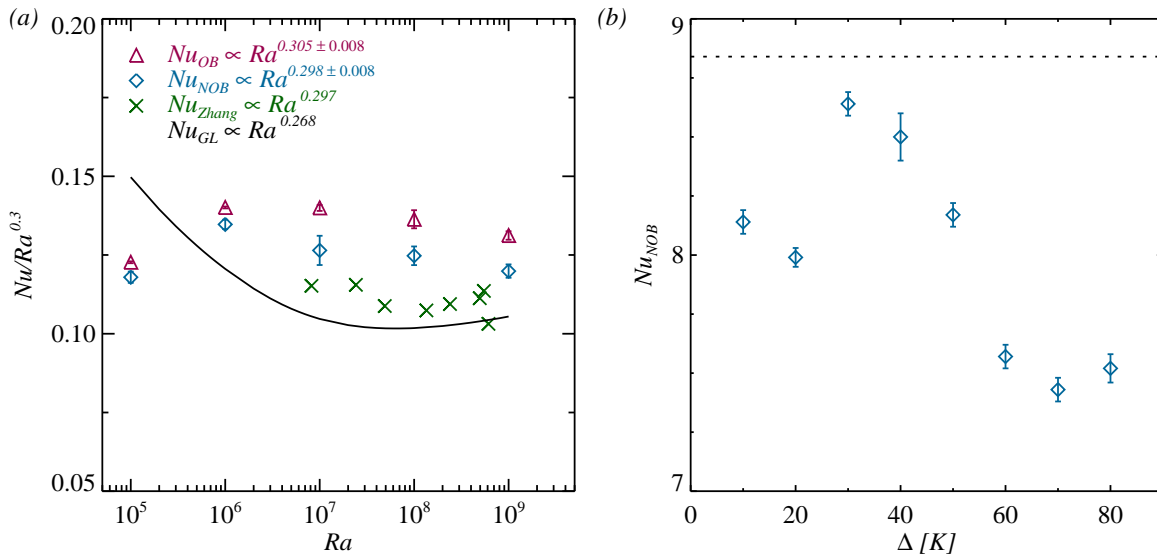 (a)
0.20
0.15
0.10
0.05
Nu/Ra^0.3
Nu_OB ∝ Ra^0.305 ± 0.008
Nu_NOB ∝ Ra^0.298 ± 0.008
Nu_Zhang ∝ Ra^0.297
Nu_GL ∝ Ra^0.268
10^5 10^6 10^7 10^8 10^9
Ra
(b)
9
8
7
Nu_NOB
0 20 40 60 80
Δ [K]